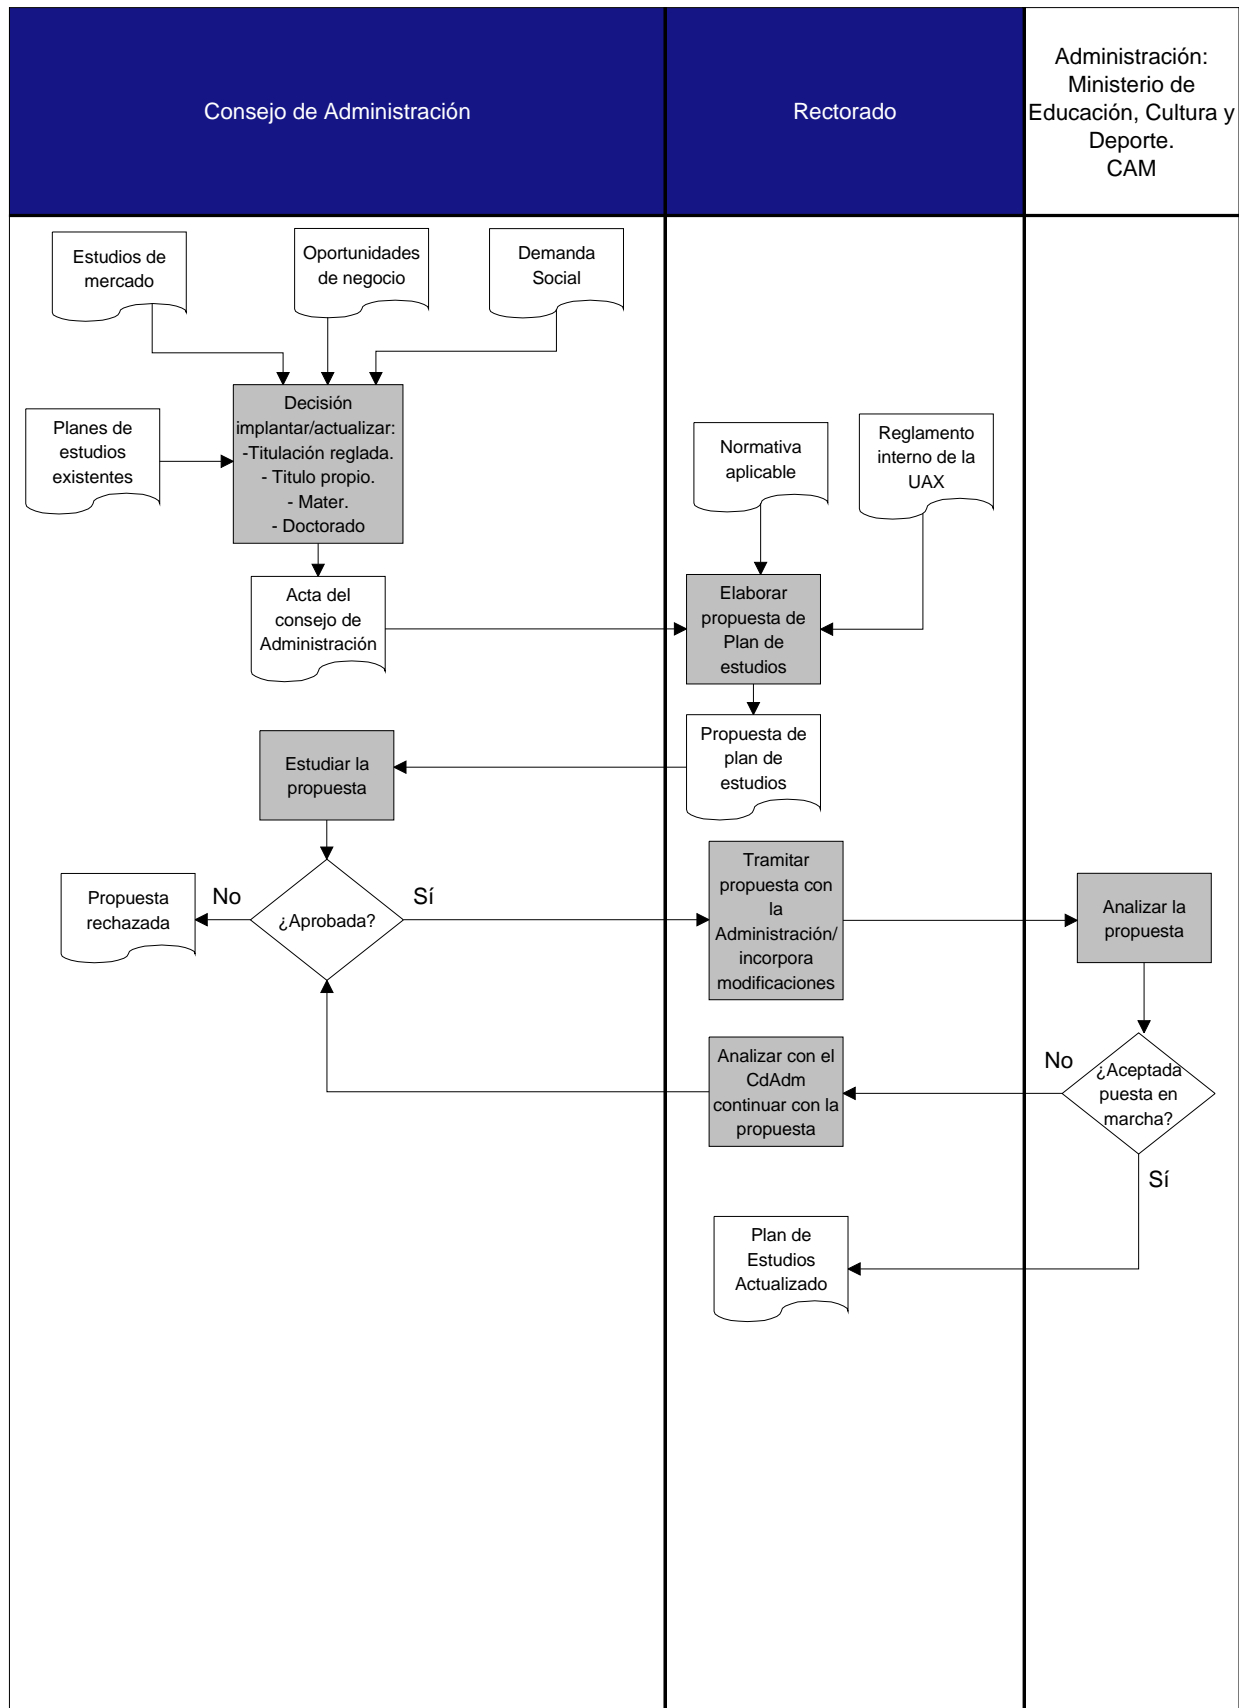 Consejo de Administración
Rectorado
Administración:
Ministerio de
Educación, Cultura y
Deporte.
CAM
Estudios de
mercado
Oportunidades
de negocio
Demanda
Social
Planes de
estudios
existentes
Decisión
implantar/actualizar:
-Titulación reglada.
- Titulo propio.
- Mater.
- Doctorado
Normativa
aplicable
Reglamento
interno de la
UAX
Acta del
consejo de
Administración
Elaborar
propuesta de
Plan de
estudios
Propuesta de
plan de
estudios
Estudiar la
propuesta
Propuesta
rechazada
No
¿Aprobada?
Sí
Tramitar
propuesta con
la
Administración/
incorpora
modificaciones
Analizar la
propuesta
Analizar con el
CdAdm
continuar con la
propuesta
No
¿Aceptada
puesta en
marcha?
Sí
Plan de
Estudios
Actualizado